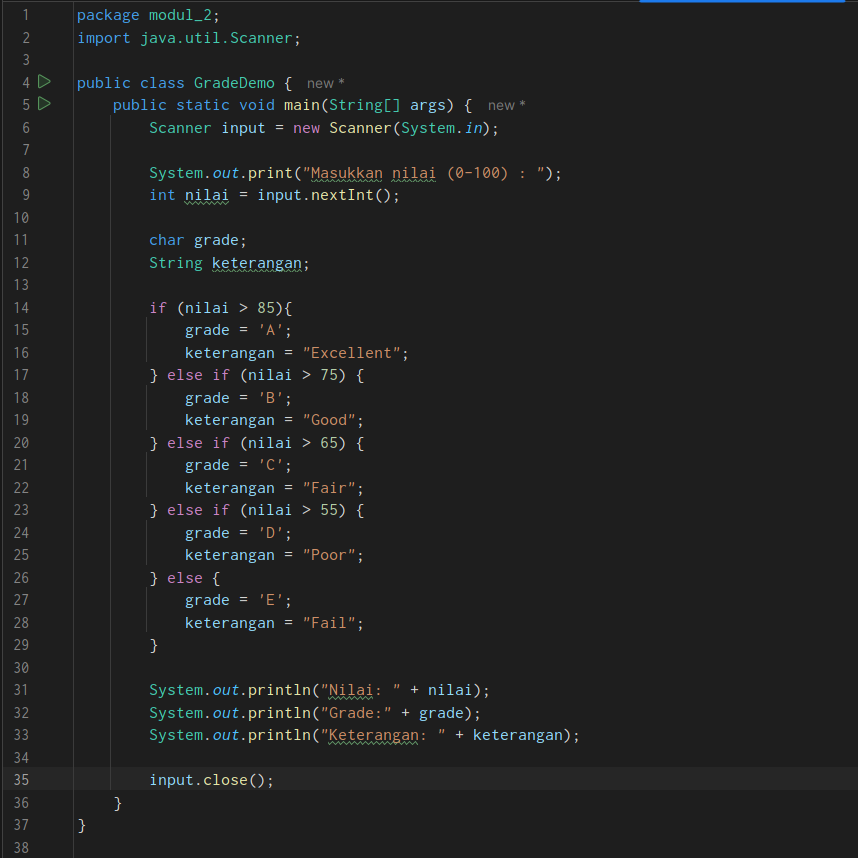 1 package modul_2;
2 import java.util.Scanner;
3
4 public class GradeDemo { new *
5     public static void main(String[] args) { new *
6         Scanner input = new Scanner(System.in);
7
8         System.out.print("Masukkan nilai (0-100) : ");
9         int nilai = input.nextInt();
10
11         char grade;
12         String keterangan;
13
14         if (nilai > 85){
15             grade = 'A';
16             keterangan = "Excellent";
17         } else if (nilai > 75) {
18             grade = 'B';
19             keterangan = "Good";
20         } else if (nilai > 65) {
21             grade = 'C';
22             keterangan = "Fair";
23         } else if (nilai > 55) {
24             grade = 'D';
25             keterangan = "Poor";
26         } else {
27             grade = 'E';
28             keterangan = "Fail";
29         }
30
31         System.out.println("Nilai: " + nilai);
32         System.out.println("Grade:" + grade);
33         System.out.println("Keterangan: " + keterangan);
34
35         input.close();
36     }
37 }
38